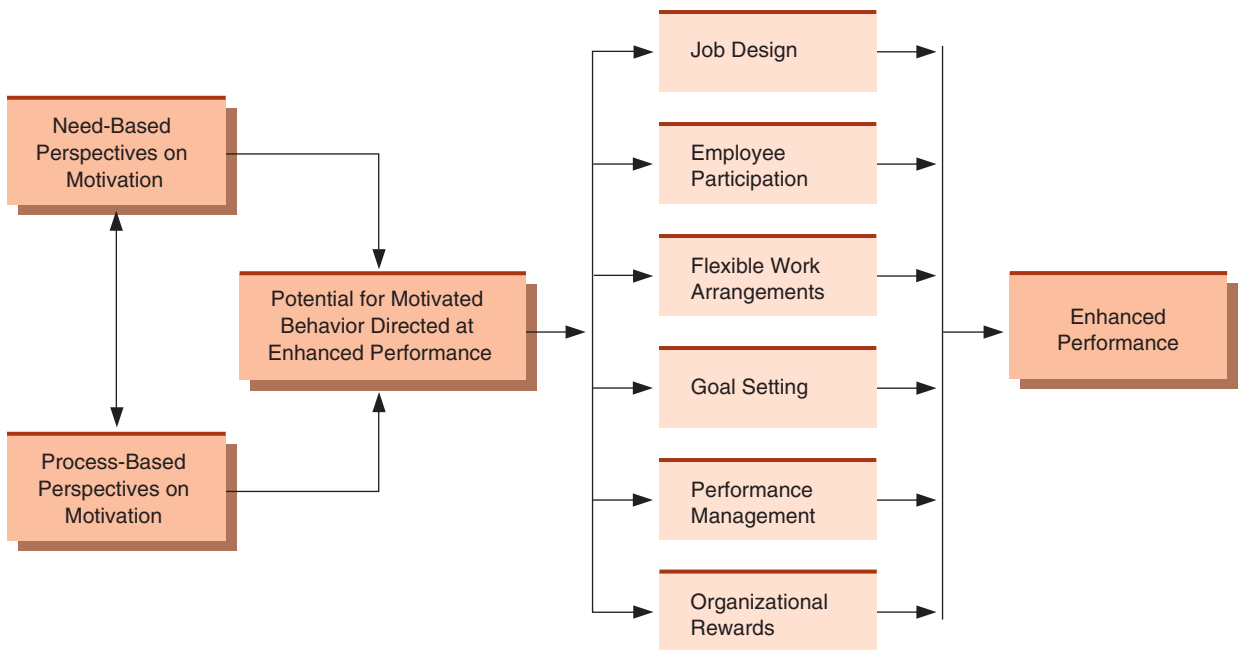 Need-Based
Perspectives on
Motivation
Process-Based
Perspectives on
Motivation
Potential for Motivated
Behavior Directed at
Enhanced Performance
Job Design
Employee
Participation
Flexible Work
Arrangements
Goal Setting
Performance
Management
Organizational
Rewards
Enhanced
Performance